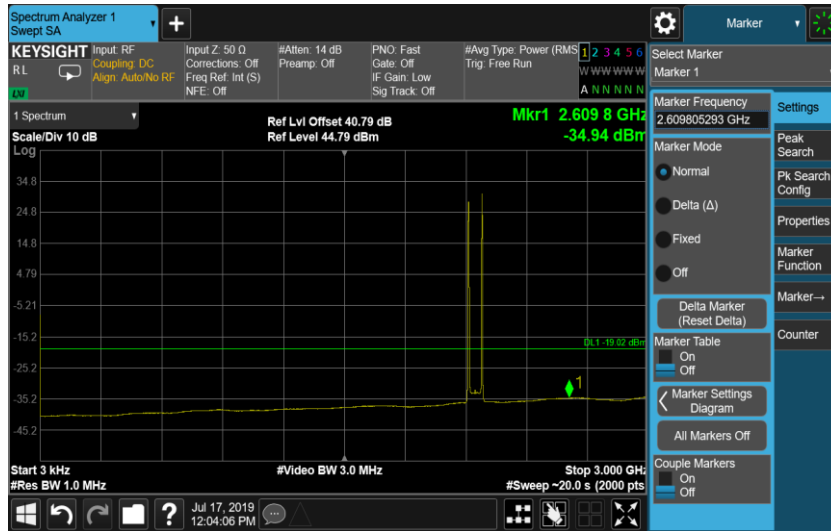 Spectrum Analyzer 1
Swept SA
Marker
KEYSIGHT
RL
LXI
Input: RF
Coupling: DC
Align: Auto/No RF
Input Z: 50 Ω
Corrections: Off
Freq Ref: Int (S)
NFE: Off
#Atten: 14 dB
Preamp: Off
PNO: Fast
Gate: Off
IF Gain: Low
Sig Track: Off
#Avg Type: Power (RMS
Trig: Free Run
1 2 3 4 5 6
W W W W W W
A N N N N N
Select Marker
Marker 1
1 Spectrum
Scale/Div 10 dB
Log
Ref Lvl Offset 40.79 dB
Ref Level 44.79 dBm
Mkr1 2.609 8 GHz
-34.94 dBm
34.8
24.8
14.8
4.79
-5.21
-15.2
-25.2
-35.2
-45.2
DL1 -19.02 dBm
1
Start 3 kHz
#Res BW 1.0 MHz
#Video BW 3.0 MHz
Stop 3.000 GHz
#Sweep ~20.0 s (2000 pts
Marker Frequency
2.609805293 GHz
Marker Mode
Normal
Delta (Δ)
Fixed
Off
Delta Marker
(Reset Delta)
Marker Table
On
Off
Marker Settings
Diagram
All Markers Off
Couple Markers
On
Off
Settings
Peak
Search
Pk Search
Config
Properties
Marker
Function
Marker→
Counter
?
Jul 17, 2019
12:04:06 PM